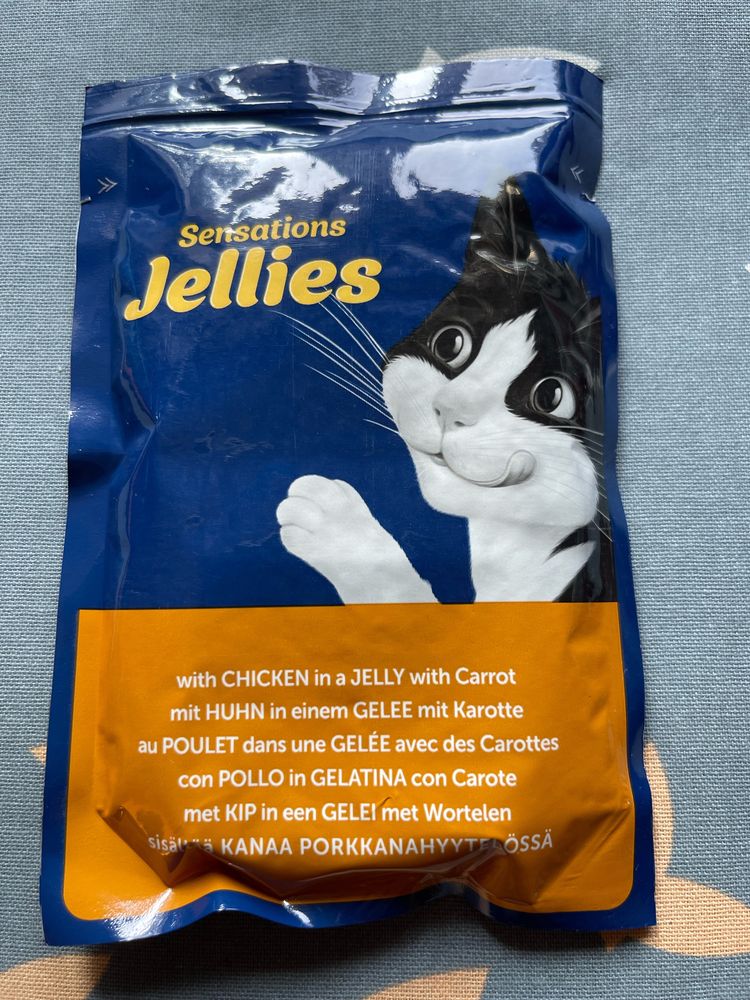 Sensations
Jellies
with CHICKEN in a JELLY with Carrot
mit HUHN in einem GELEE mit Karotte
au POULET dans une GELÉE avec des Carottes
con POLLO in GELATINA con Carote
met KIP in een GELEI met Wortelen
KANAA